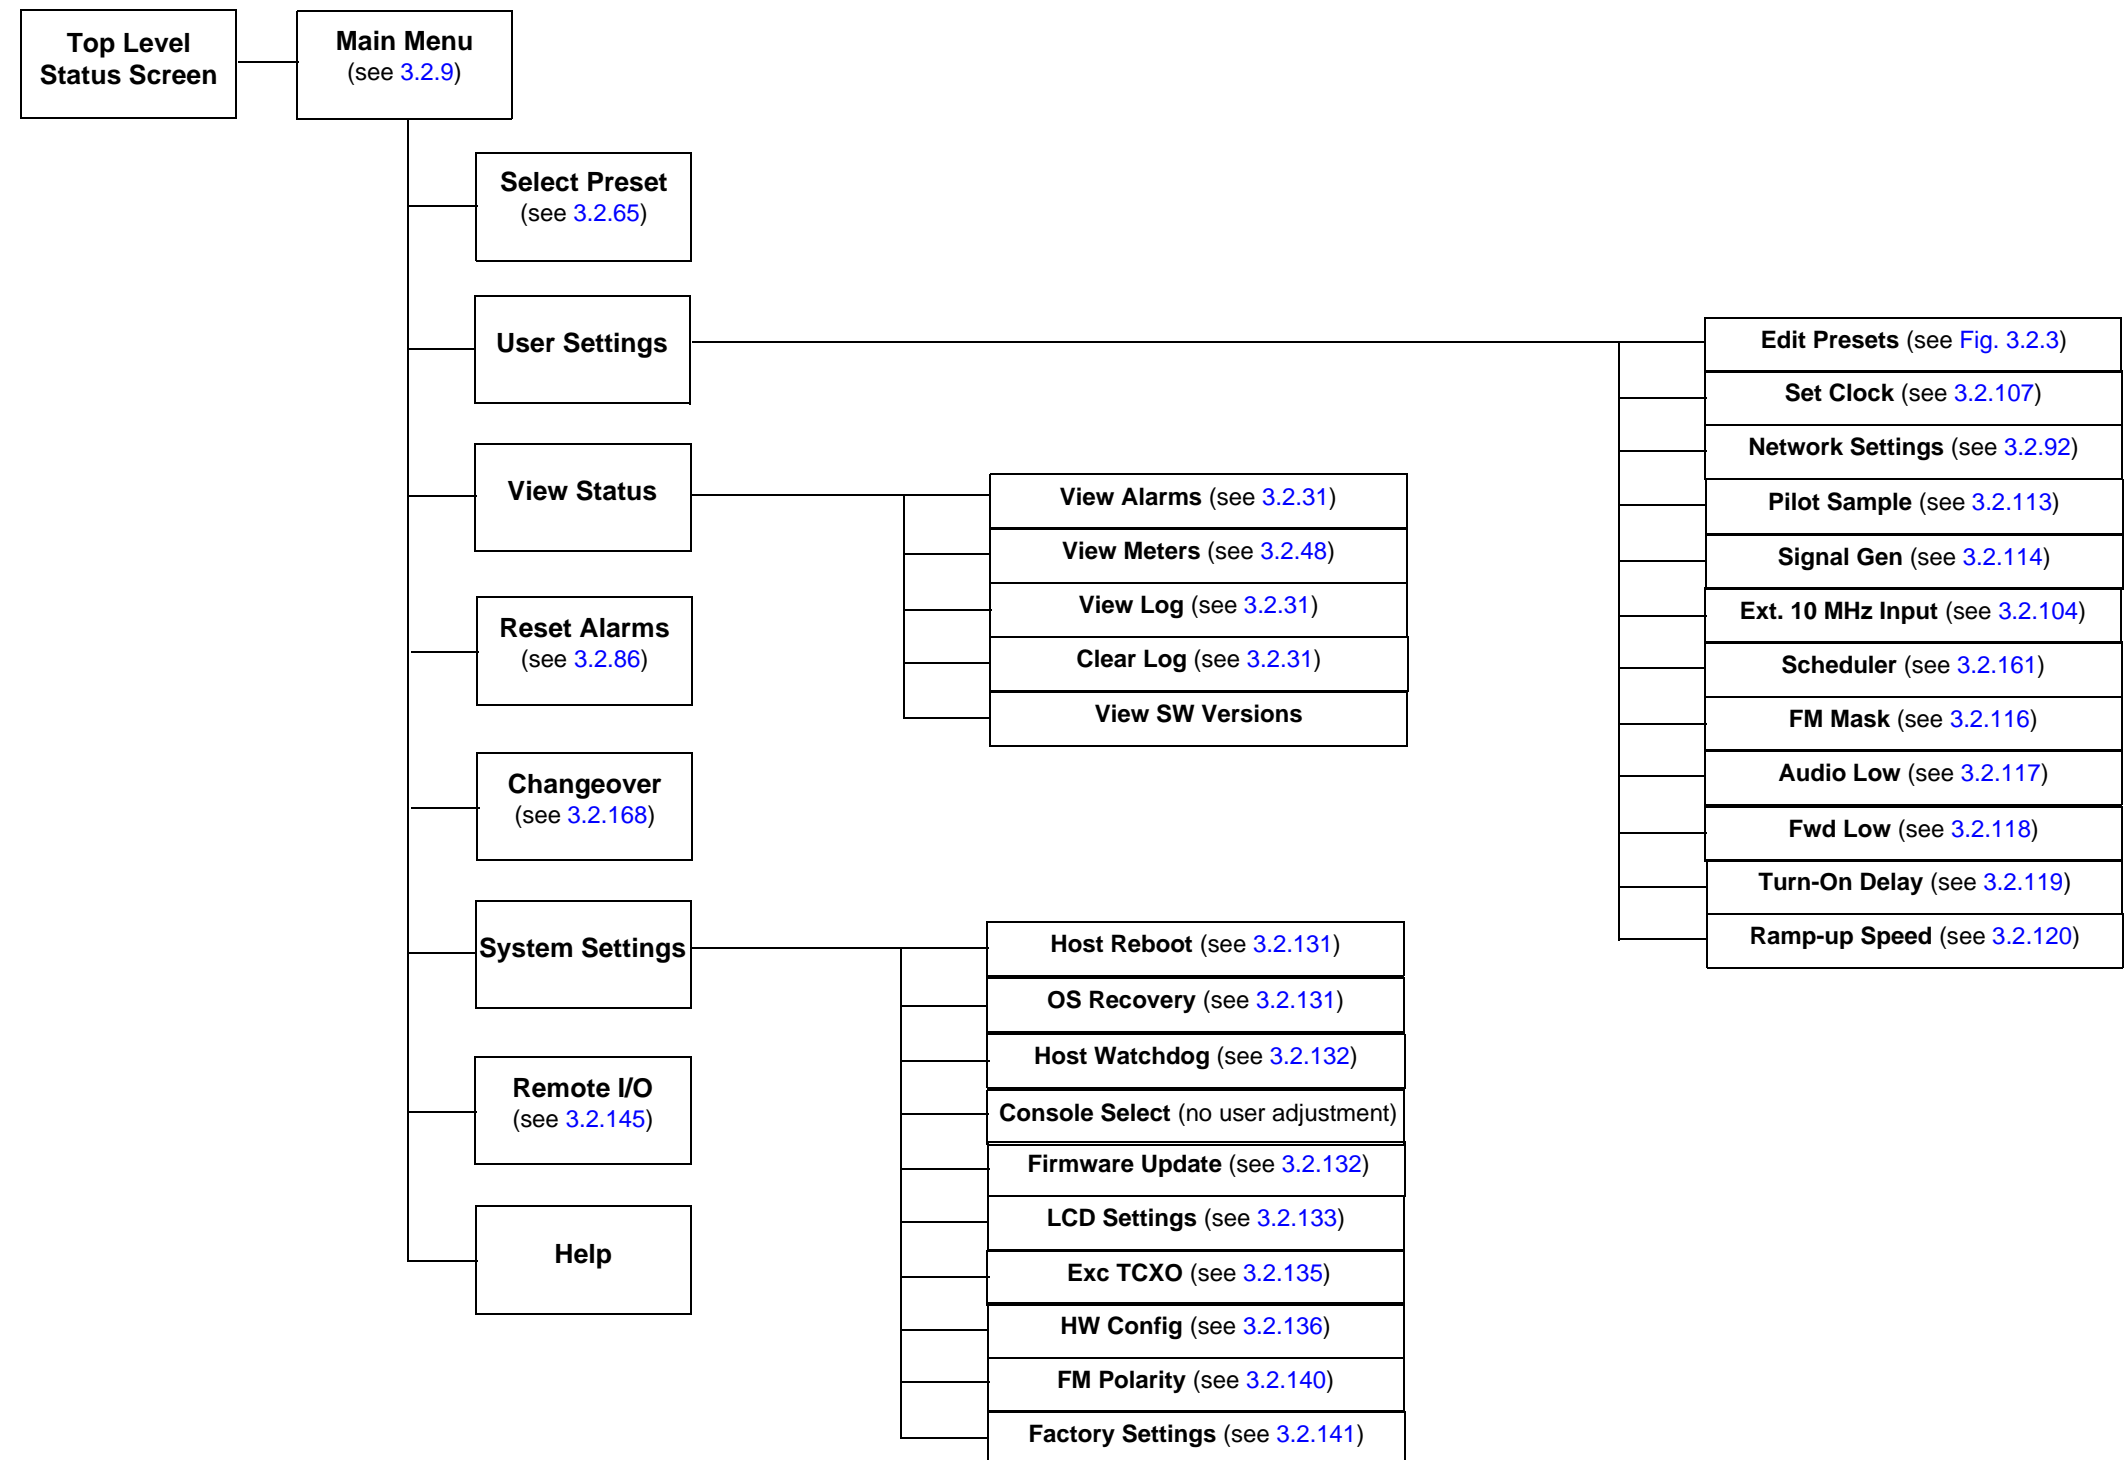 Top Level
Status Screen
Main Menu
(see 3.2.9)
Select Preset
(see 3.2.65)
User Settings
View Status
Reset Alarms
(see 3.2.86)
Changeover
(see 3.2.168)
System Settings
Remote I/O
(see 3.2.145)
Help
View Alarms (see 3.2.31)
View Meters (see 3.2.48)
View Log (see 3.2.31)
Clear Log (see 3.2.31)
View SW Versions
Host Reboot (see 3.2.131)
OS Recovery (see 3.2.131)
Host Watchdog (see 3.2.132)
Console Select (no user adjustment)
Firmware Update (see 3.2.132)
LCD Settings (see 3.2.133)
Exc TCXO (see 3.2.135)
HW Config (see 3.2.136)
FM Polarity (see 3.2.140)
Factory Settings (see 3.2.141)
Edit Presets (see Fig. 3.2.3)
Set Clock (see 3.2.107)
Network Settings (see 3.2.92)
Pilot Sample (see 3.2.113)
Signal Gen (see 3.2.114)
Ext. 10 MHz Input (see 3.2.104)
Scheduler (see 3.2.161)
FM Mask (see 3.2.116)
Audio Low (see 3.2.117)
Fwd Low (see 3.2.118)
Turn-On Delay (see 3.2.119)
Ramp-up Speed (see 3.2.120)